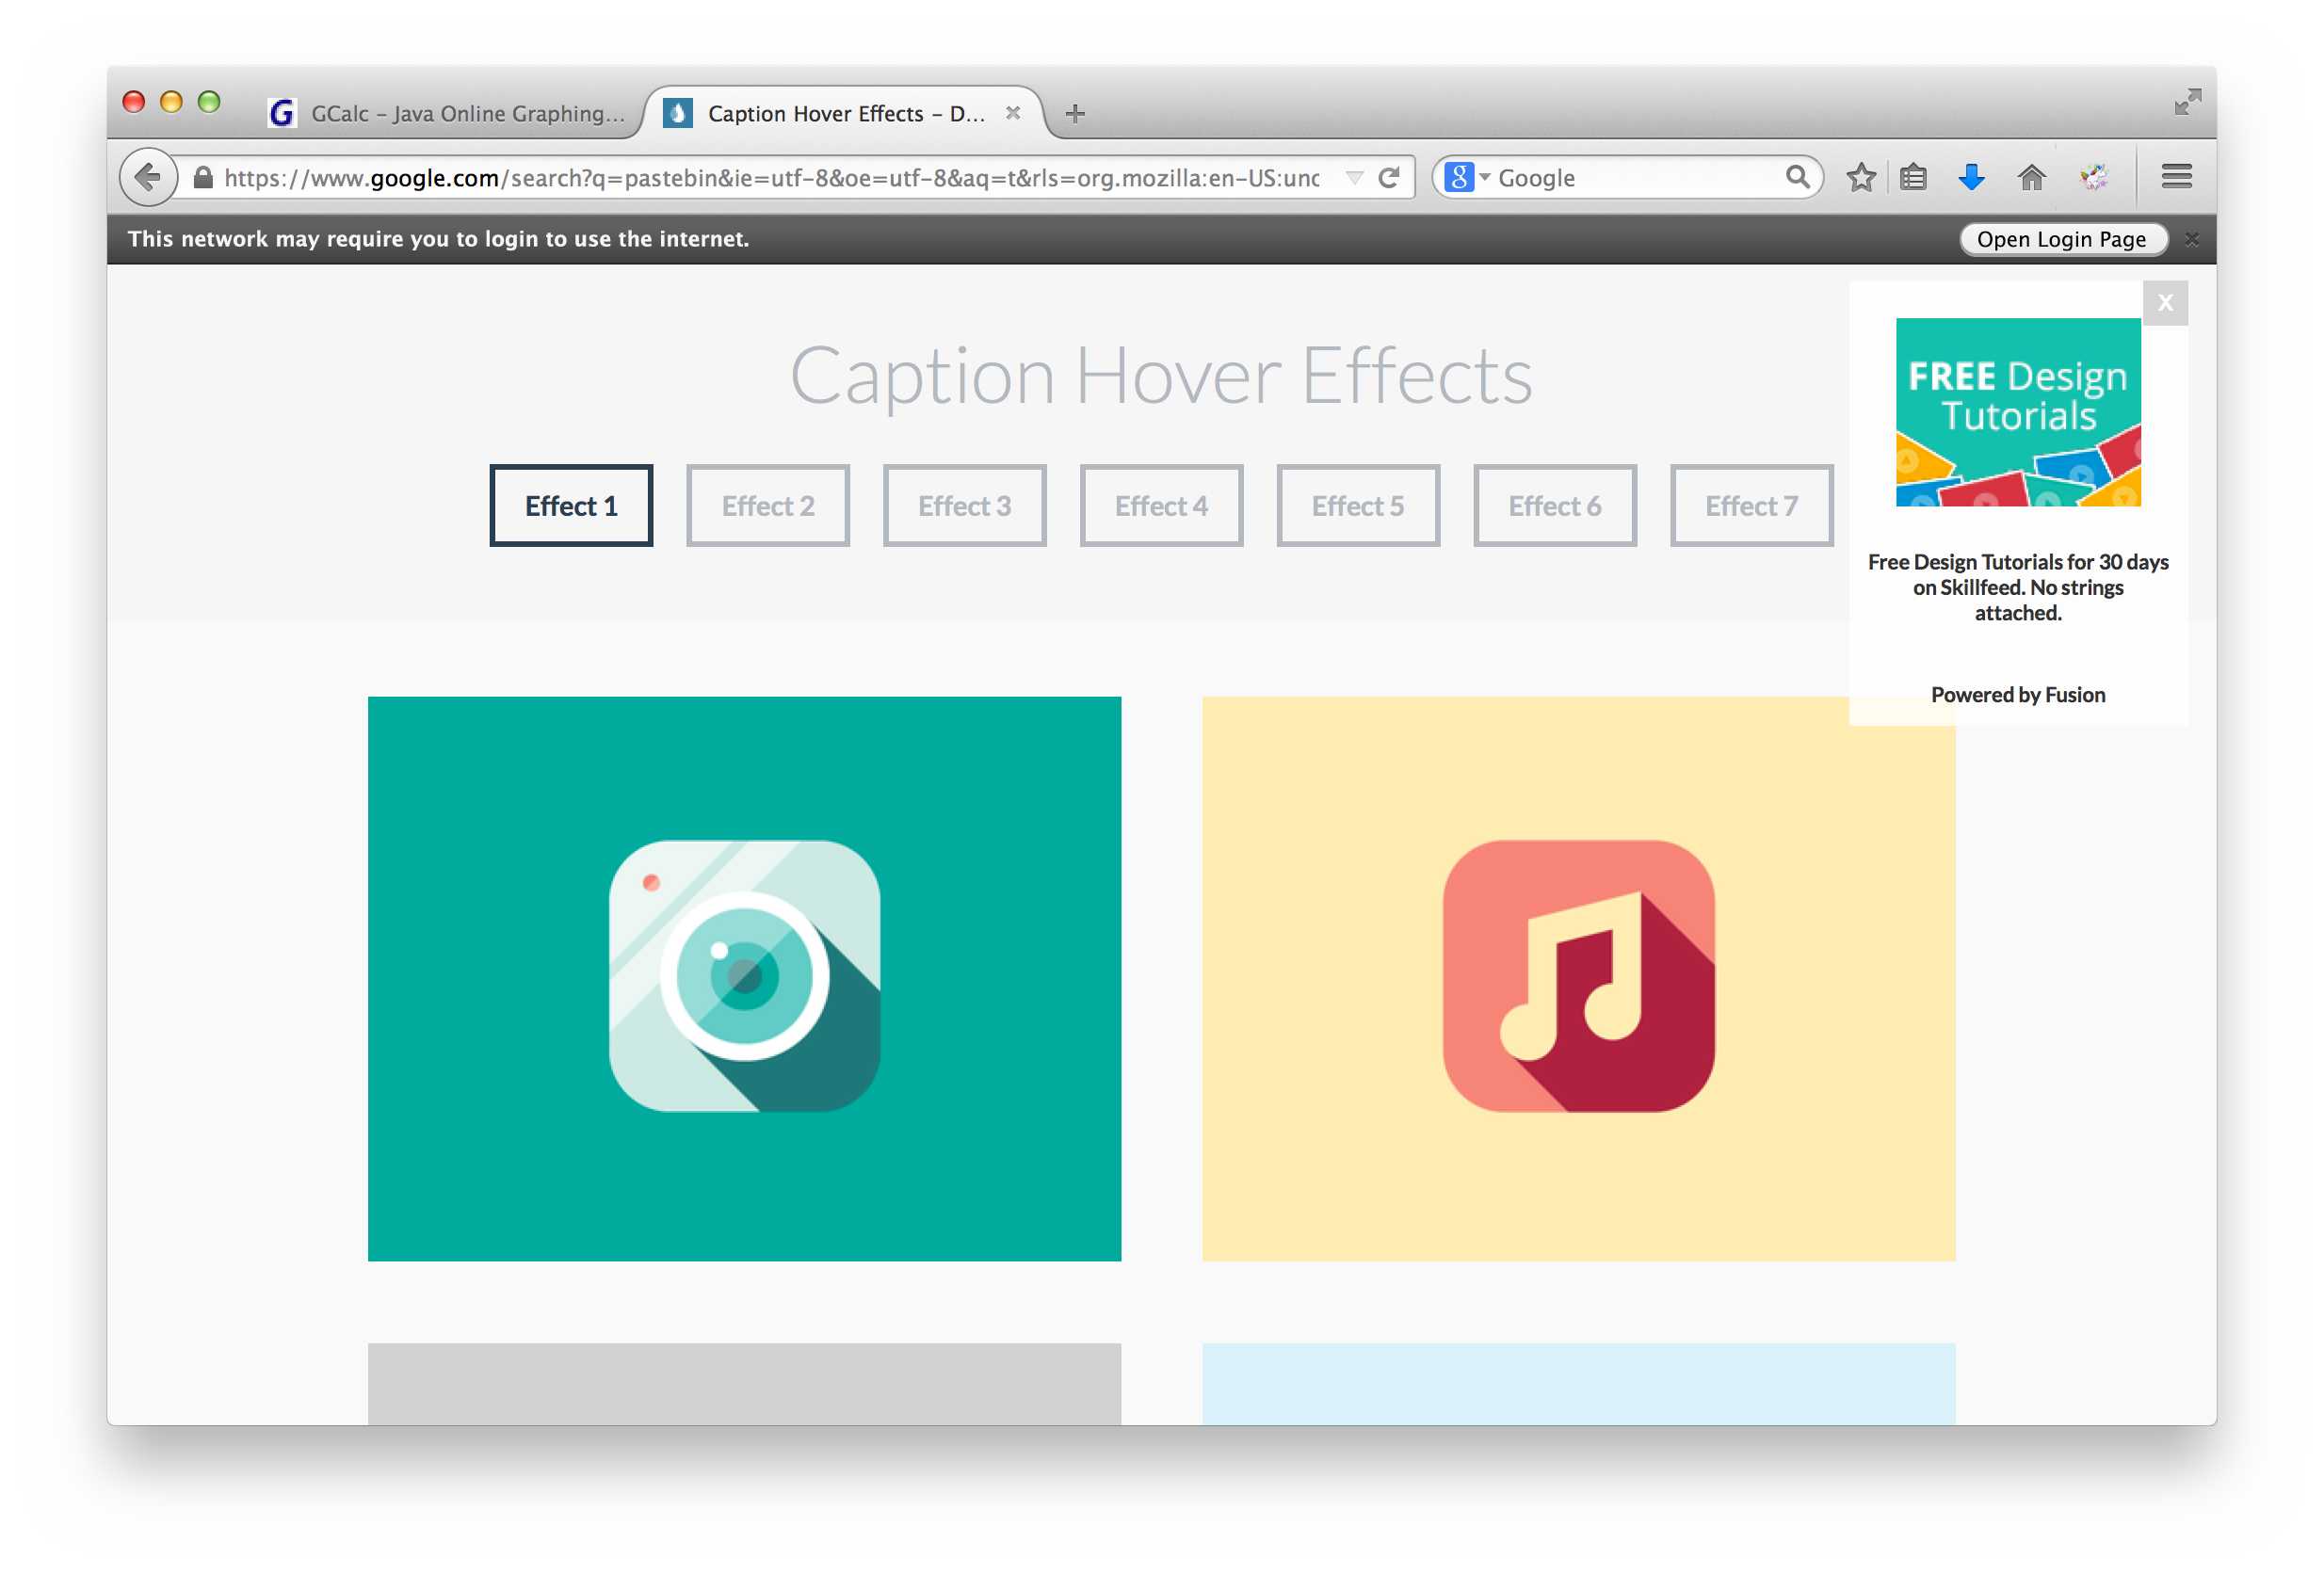 GCalc – Java Online Graphing...
Caption Hover Effects – D...
https://www.google.com/search?q=pastebin&ie=utf-8&oe=utf-8&aq=t&rls=org.mozilla:en-US:unc
Google
This network may require you to login to use the internet.
Open Login Page
X
Caption Hover Effects
FREE Design
Tutorials
Effect 1
Effect 2
Effect 3
Effect 4
Effect 5
Effect 6
Effect 7
Free Design Tutorials for 30 days
on Skillfeed. No strings
attached.
Powered by Fusion